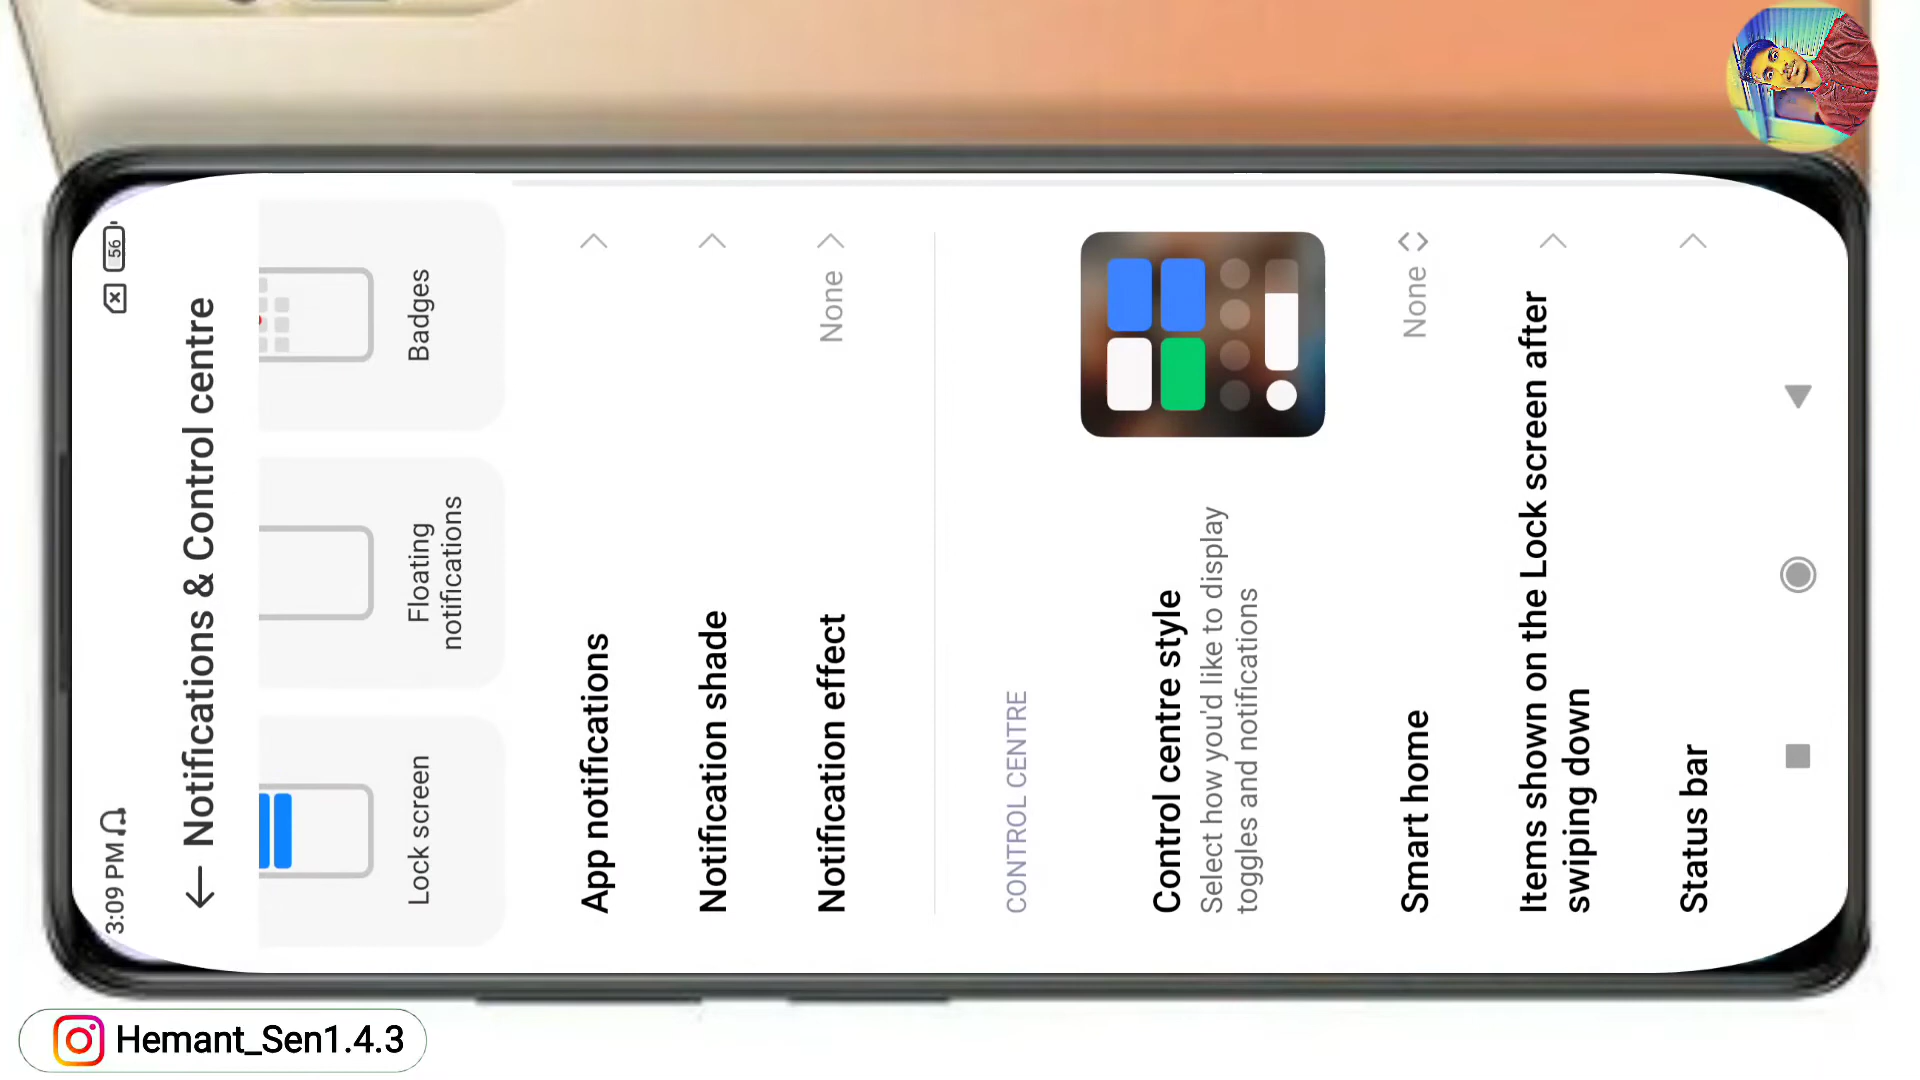 3:09 PM
56
Notifications & Control centre
Lock screen
Floating
notifications
Badges
App notifications
Notification shade
Notification effect
None
CONTROL CENTRE
Control centre style
Select how you'd like to display
toggles and notifications
Smart home
None
Items shown on the Lock screen after
swiping down
Status bar
Hemant_Sen1.4.3